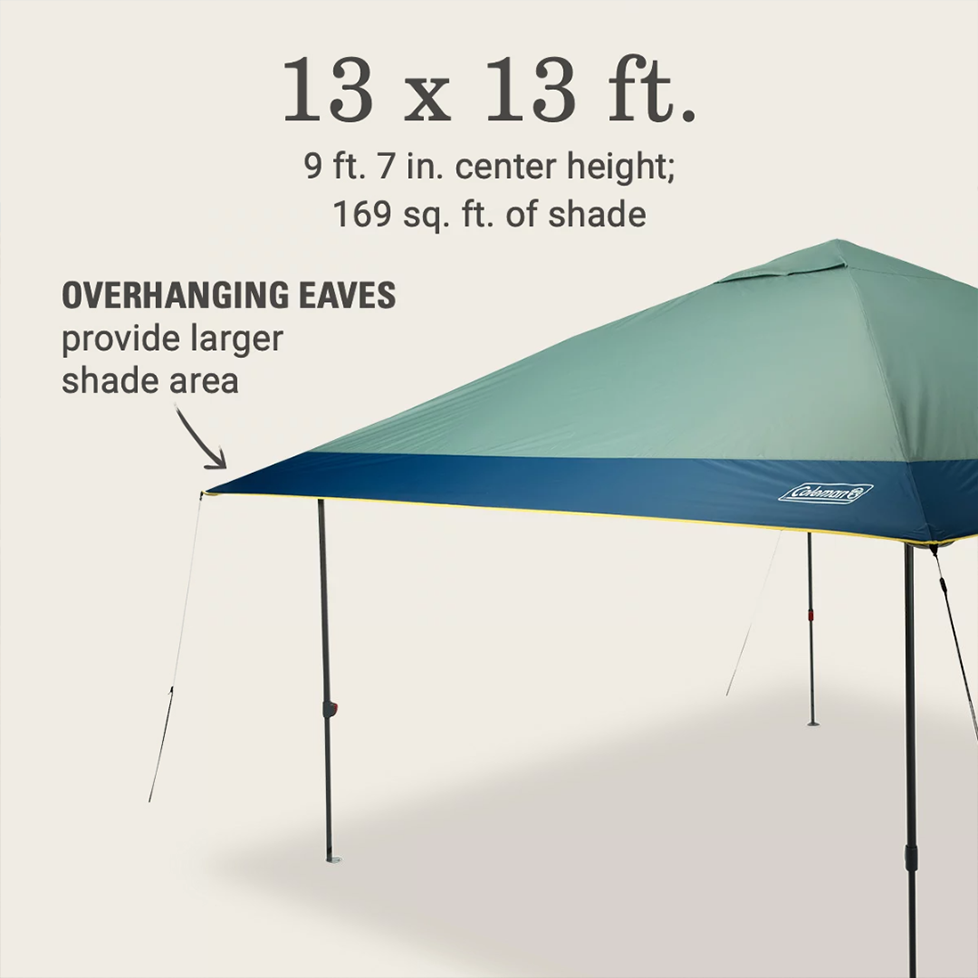 13 x 13 ft.
9 ft. 7 in. center height;
169 sq. ft. of shade
OVERHANGING EAVES
provide larger
shade area
Coleman